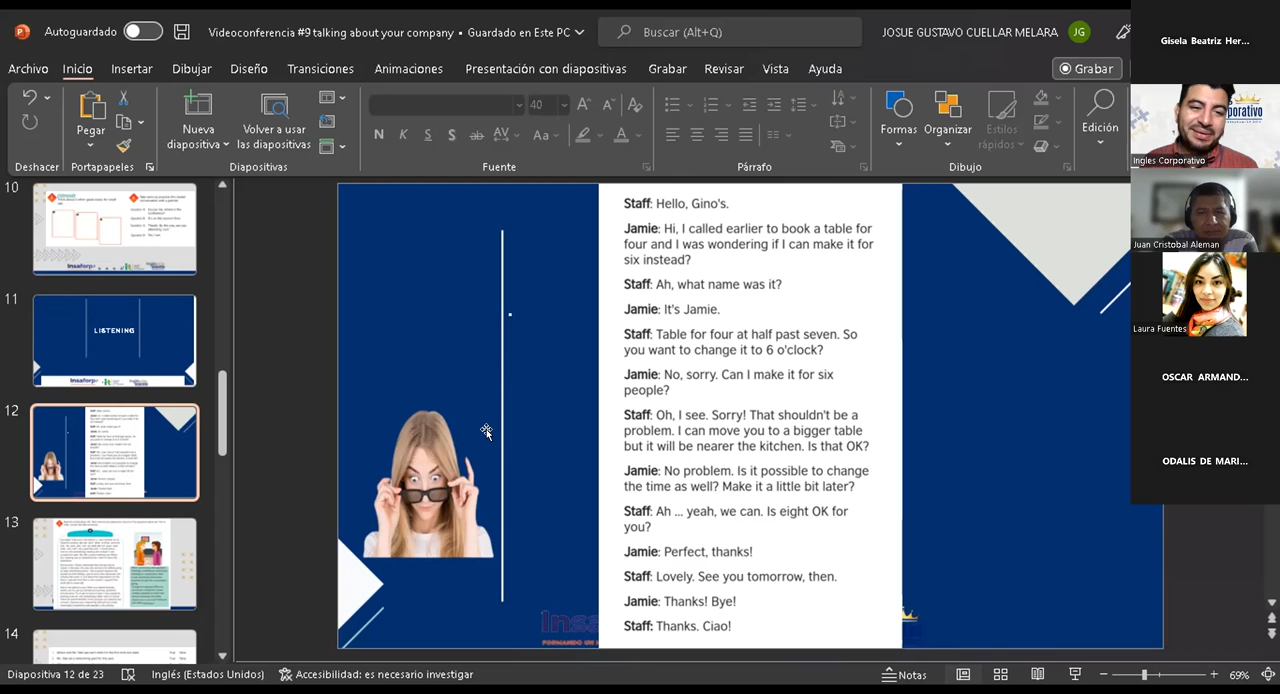 Autoguardado
Videoconferencia #9 talking about your company • Guardado en Este PC
Buscar (Alt+Q)
JOSUE GUSTAVO CUELLAR MELARA
JG
Archivo Inicio Insertar Dibujar Diseño Transiciones Animaciones Presentación con diapositivas Grabar Revisar Vista Ayuda
Grabar
Pegar
Nueva
diapositiva
Volver a usar
las diapositivas
40
N K S S ab AV Aa A
Formas
Organizar
Estilos
rápidos
Edición
Deshacer Portapapeles Diapositivas Fuente Párrafo Dibujo
10
11
LISTENING
12
13
14
Staff: Hello, Gino's.
Jamie: Hi, I called earlier to book a table for
four and I was wondering if I can make it for
six instead?
Staff: Ah, what name was it?
Jamie: It's Jamie.
Staff: Table for four at half past seven. So
you want to change it to 6 o'clock?
Jamie: No, sorry. Can I make it for six
people?
Staff: Oh, I see. Sorry! That shouldn't be a
problem. I can move you to a bigger table
but it will be nearer the kitchen. Is that OK?
Jamie: No problem. Is it possible to change
the time as well? Make it a little bit later?
Staff: Ah ... yeah, we can. Is eight OK for
you?
Jamie: Perfect, thanks!
Staff: Lovely. See you tomorrow, then.
Jamie: Thanks! Bye!
Staff: Thanks. Ciao!
Gisela Beatriz Her...
porativo
Ingles Corporativo
Juan Cristobal Aleman
Laura Fuentes
OSCAR ARMAND...
ODALIS DE MARI...
Diapositiva 12 de 23
Inglés (Estados Unidos)
Accesibilidad: es necesario investigar
Notas
69%